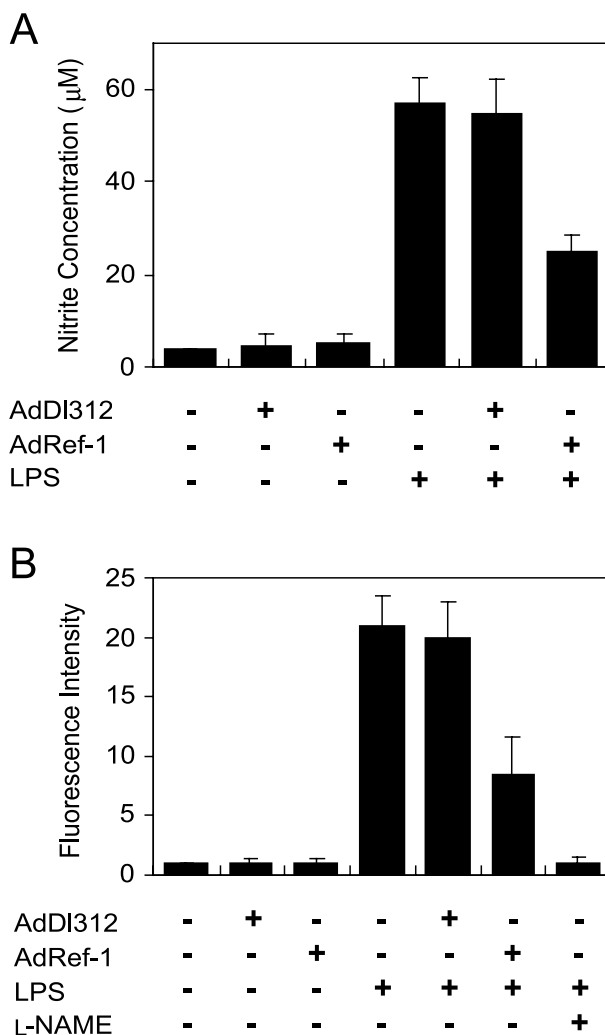 A
Nitrite Concentration (μM)
60
40
20
0
AdDl312 - + - - + -
AdRef-1 - - + - - +
LPS - - - + + +
B
Fluorescence Intensity
25
20
15
10
5
0
AdDl312 - + - - + - -
AdRef-1 - - + - - + -
LPS - - - + + + +
L-NAME - - - - - - +